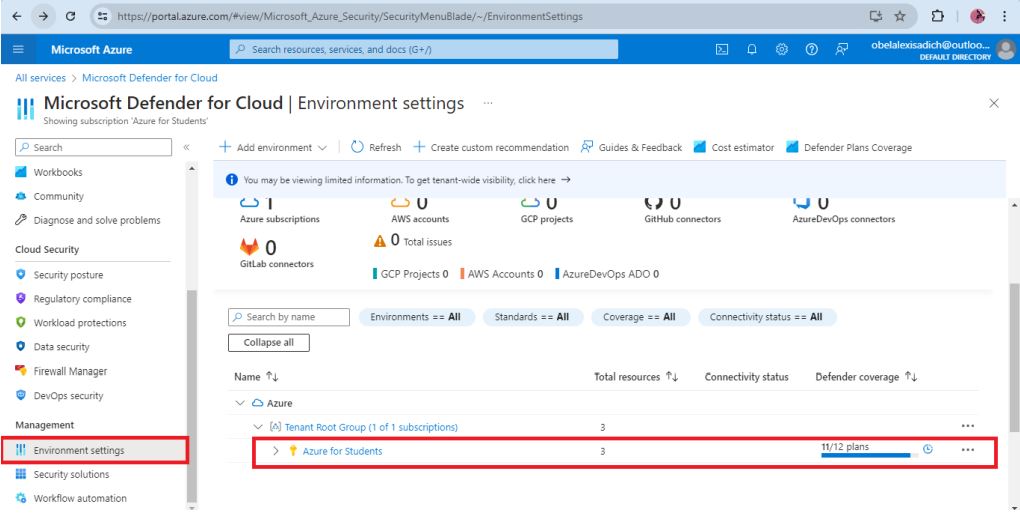 https://portal.azure.com/#view/Microsoft_Azure_Security/SecurityMenuBlade/~/EnvironmentSettings
Microsoft Azure
Search resources, services, and docs (G+/)
obelalexisadich@outloo...
DEFAULT DIRECTORY
All services > Microsoft Defender for Cloud
Microsoft Defender for Cloud | Environment settings ...
Showing subscription 'Azure for Students'
Search
Add environment
Refresh
Create custom recommendation
Guides & Feedback
Cost estimator
Defender Plans Coverage
Workbooks
Community
Diagnose and solve problems
Cloud Security
Security posture
Regulatory compliance
Workload protections
Data security
Firewall Manager
DevOps security
Management
Environment settings
Security solutions
Workflow automation
You may be viewing limited information. To get tenant-wide visibility, click here →
1
Azure subscriptions
0
AWS accounts
0
GCP projects
0
GitHub connectors
0
AzureDevOps connectors
0
GitLab connectors
0 Total issues
GCP Projects 0
AWS Accounts 0
AzureDevOps ADO 0
Search by name
Environments == All
Standards == All
Coverage == All
Connectivity status == All
Collapse all
Name ↑↓ Total resources ↑↓ Connectivity status Defender coverage ↑↓
Azure
Tenant Root Group (1 of 1 subscriptions) 3 ...
Azure for Students 3 11/12 plans ...